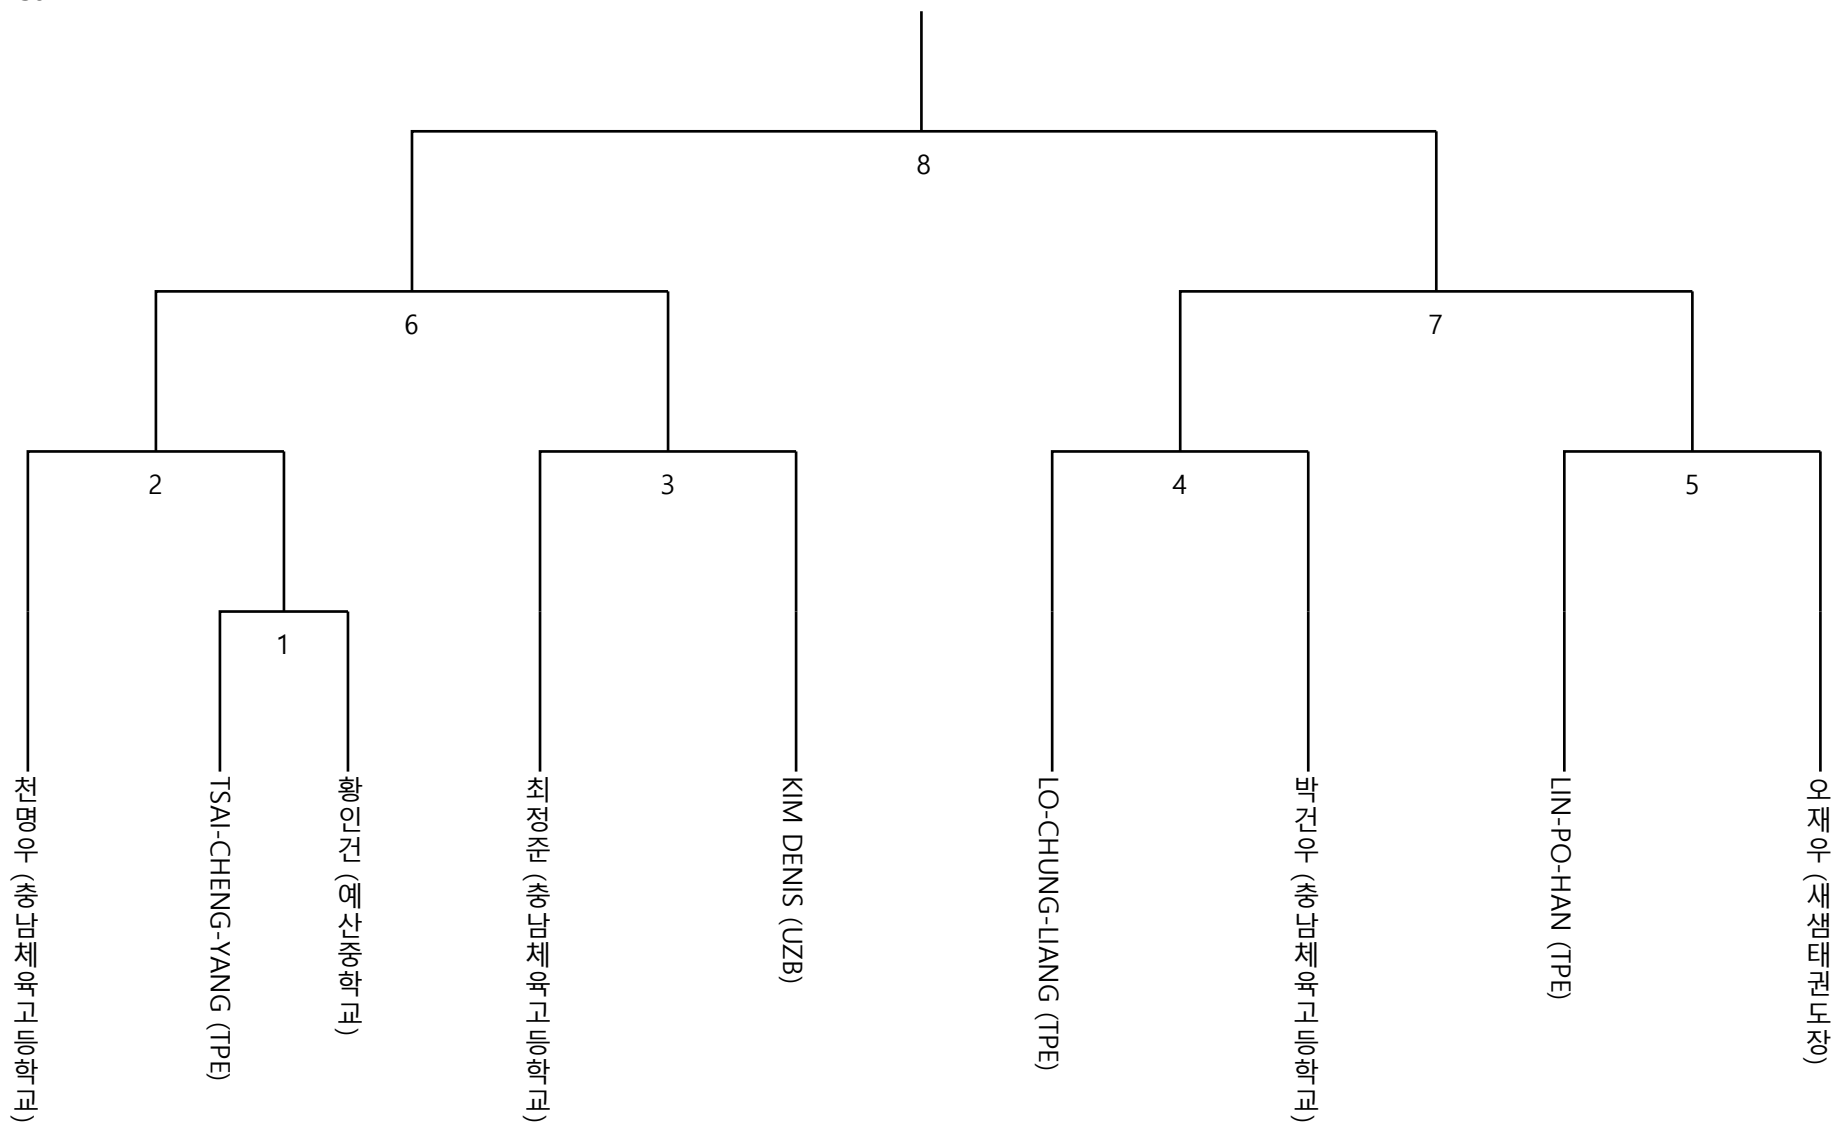 8
6
7
2
3
4
5
1
천명우 (충남체육고등학교)
TSAI-CHENG-YANG (TPE)
황인건 (예산중학교)
최정준 (충남체육고등학교)
KIM DENIS (UZB)
LO-CHUNG-LIANG (TPE)
박건우 (충남체육고등학교)
LIN-PO-HAN (TPE)
오재우 (새샘태권도장)